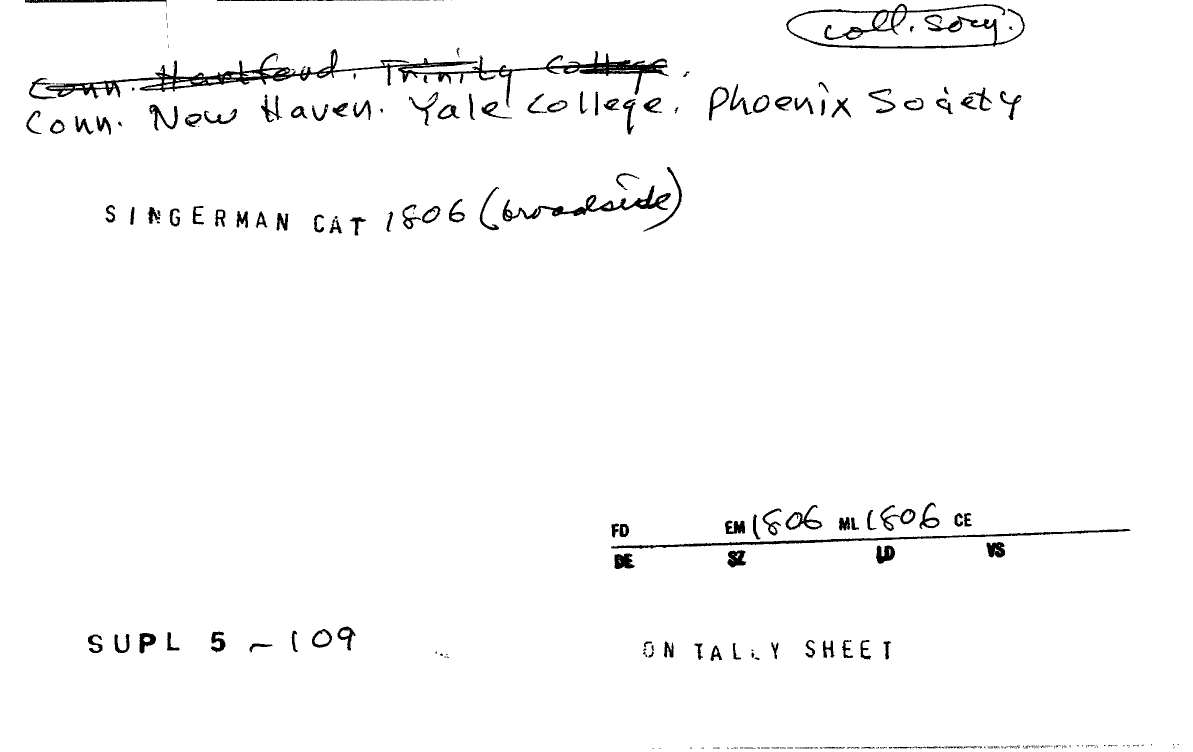 coll. socy.
Conn. Hartford. Trinity College.
Conn. New Haven. Yale College. Phoenix Society
SINGERMAN CAT 1806 (broadside)
FD EM 1806 ML 1806 CE
DE SZ LD VS
SUPL 5 - 109
ON TALLY SHEET